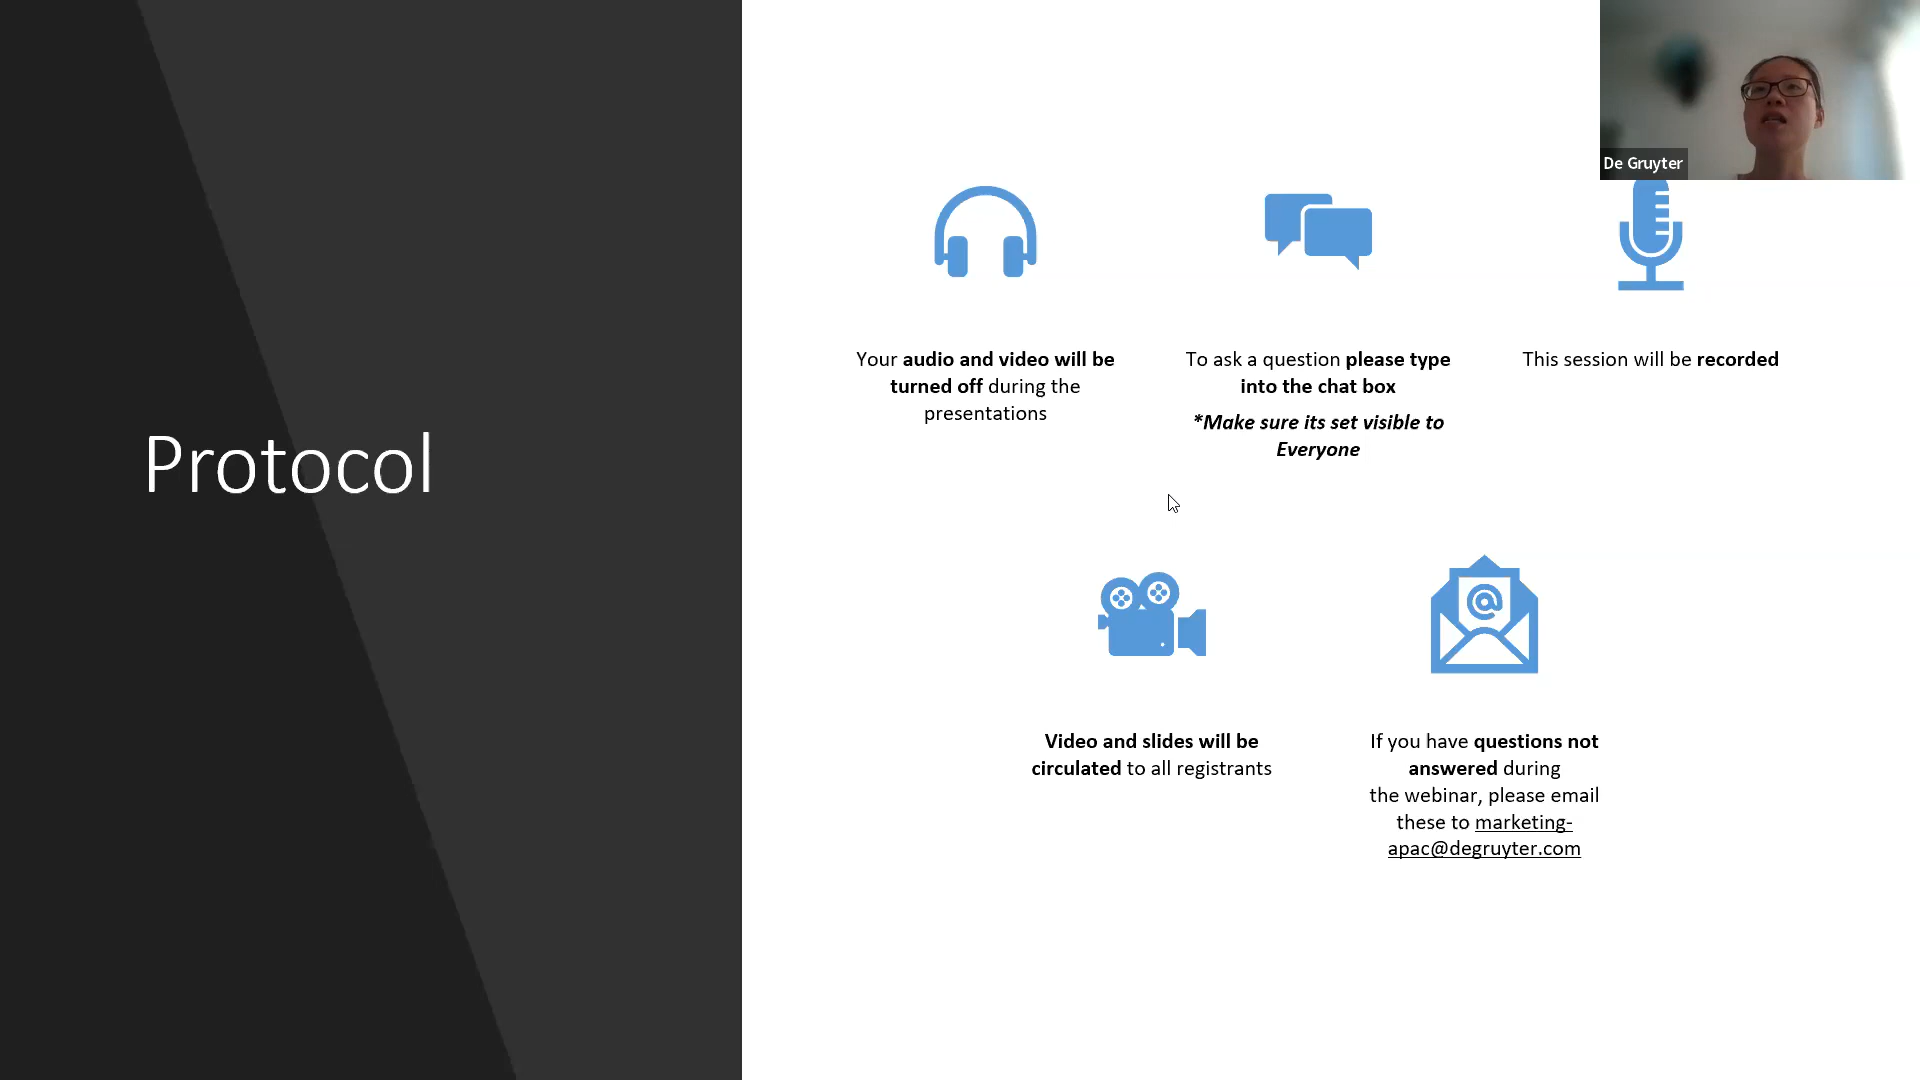 De Gruyter
Protocol
Your audio and video will be
turned off during the
presentations
To ask a question please type
into the chat box
*Make sure its set visible to
Everyone
This session will be recorded
Video and slides will be
circulated to all registrants
If you have questions not
answered during
the webinar, please email
these to marketing-
apac@degruyter.com